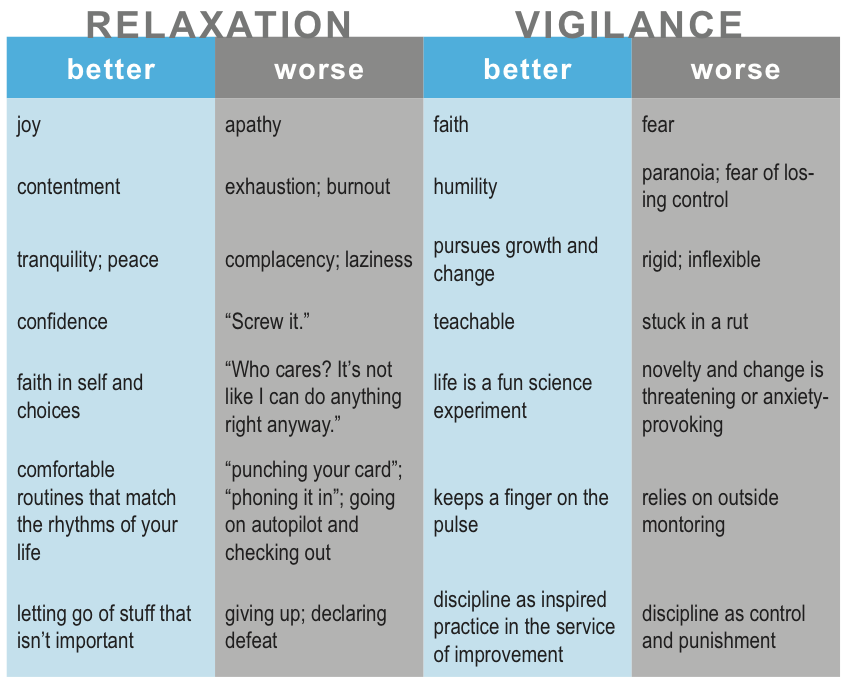 RELAXATION VIGILANCE
better worse better worse
joy apathy faith fear
contentment exhaustion; burnout humility paranoia; fear of los-
ing control
tranquility; peace complacency; laziness pursues growth and
change rigid; inflexible
confidence “Screw it.” teachable stuck in a rut
faith in self and
choices
“Who cares? It’s not
like I can do anything
right anyway.”
life is a fun science
experiment
novelty and change is
threatening or anxiety-
provoking
comfortable
routines that match
the rhythms of your
life
“punching your card”;
“phoning it in”; going
on autopilot and
checking out
keeps a finger on the
pulse
relies on outside
montoring
letting go of stuff that
isn’t important
giving up; declaring
defeat
discipline as inspired
practice in the service
of improvement
discipline as control
and punishment